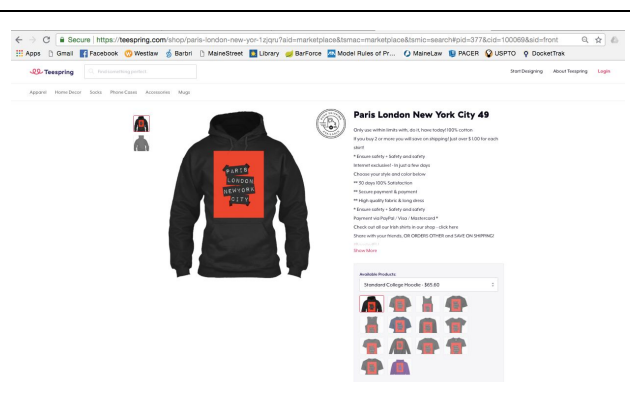 Secure https://teespring.com/shop/paris-london-new-yor-1zjqru?aid=marketplace&tsmac=marketplace&tsmic=search#pid=377&cid=100069&sid=front
Apps Gmail Facebook Westlaw Barbri MaineStreet Library BarForce Model Rules of Pr... MaineLaw PACER USPTO DocketTrak
Teespring
Start Designing About Teespring Login
Apparel Home Decor Socks Phone Cases Accessories Mugs
PARIS
LONDON
NEWYORK
CITY
Paris London New York City 49
Only use within limits with, do it, have today! 100% cotton
if you buy 2 or more you will save on shipping! Just over $ 1.00 for each
shirt!
* Ensure safety + Safety and safety
Internet exclusive! - In just a few days
Choose your style and color below
** 30 days 100% Satisfaction
** Secure payment & payment
** High quality fabric & long dress
* Ensure safety + Safety and safety
Payment via PayPal / Visa / Mastercard *
Check out all our Irish shirts in our shop - click here
Share with your friends, OR ORDERS OTHER and SAVE ON SHIPPING!
Show More
Available Products:
Standard College Hoodie - $65.60